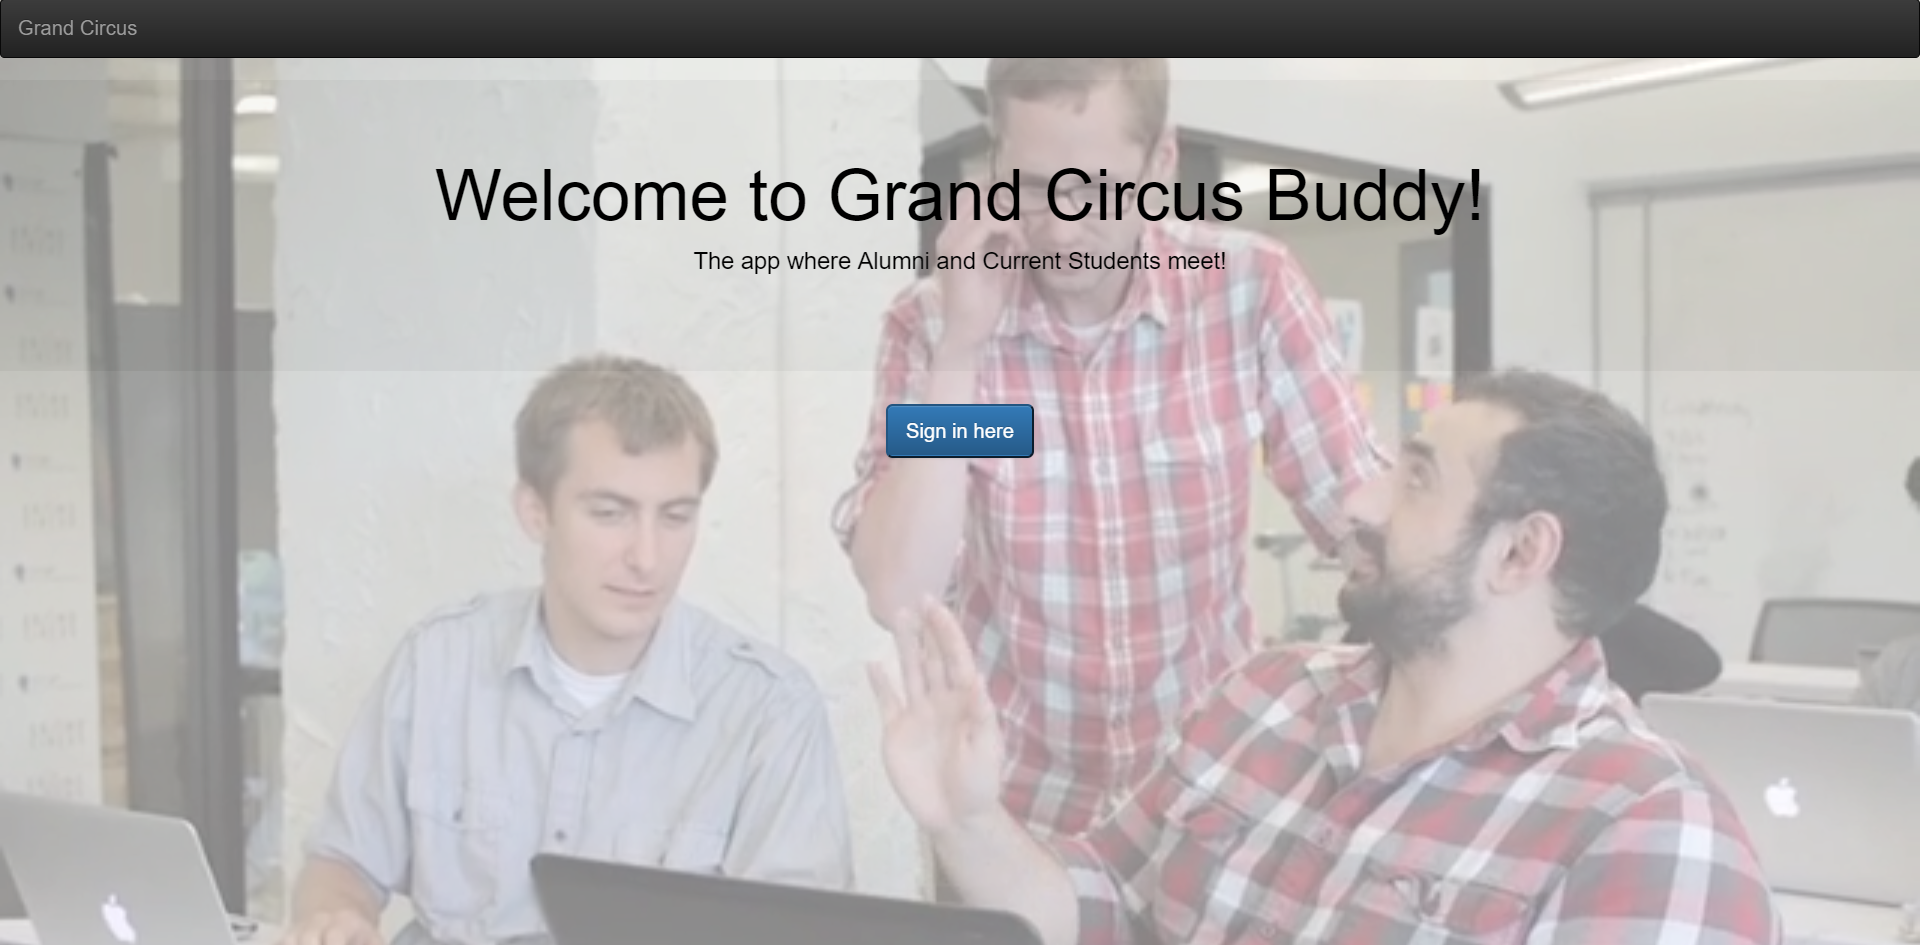 Grand Circus
Welcome to Grand Circus Buddy!
The app where Alumni and Current Students meet!
Sign in here